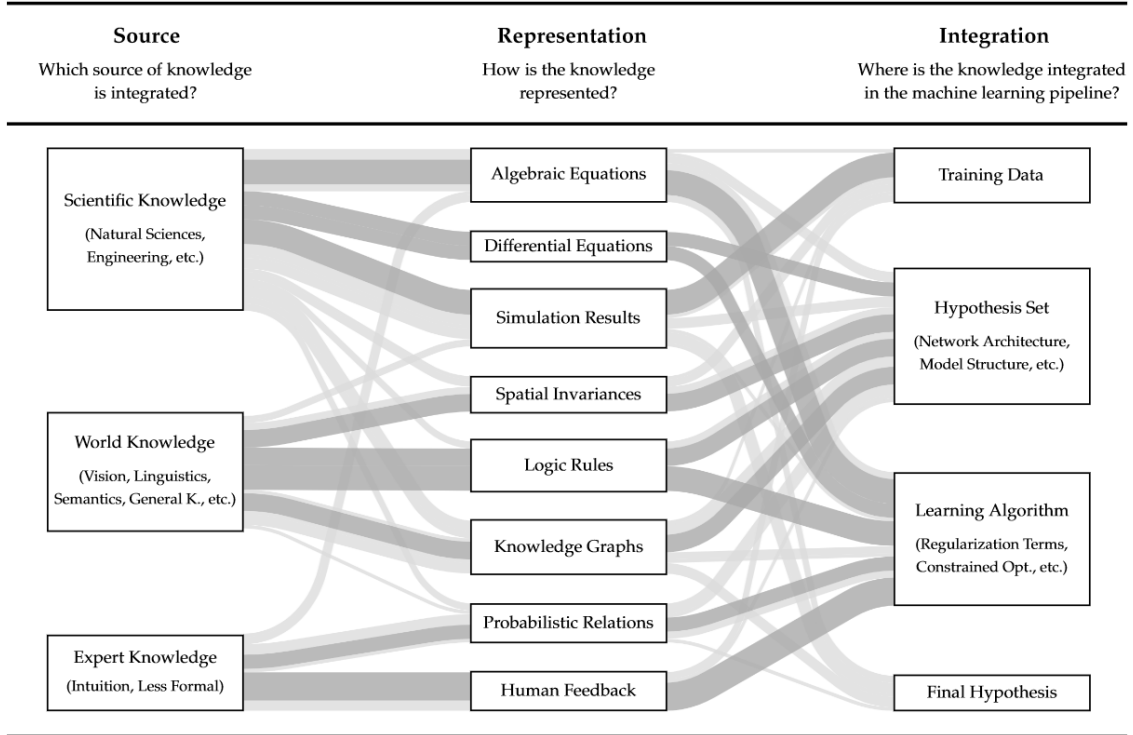 Source
Which source of knowledge
is integrated?
Representation
How is the knowledge
represented?
Integration
Where is the knowledge integrated
in the machine learning pipeline?
Scientific Knowledge
(Natural Sciences,
Engineering, etc.)
World Knowledge
(Vision, Linguistics,
Semantics, General K., etc.)
Expert Knowledge
(Intuition, Less Formal)
Algebraic Equations
Differential Equations
Simulation Results
Spatial Invariances
Logic Rules
Knowledge Graphs
Probabilistic Relations
Human Feedback
Training Data
Hypothesis Set
(Network Architecture,
Model Structure, etc.)
Learning Algorithm
(Regularization Terms,
Constrained Opt., etc.)
Final Hypothesis